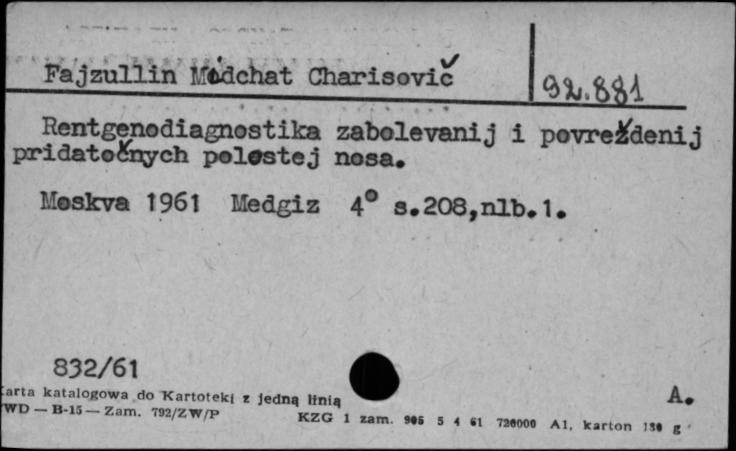 Fajzullin Midchat Charisovič
92.881
Rentgenodiagnostika zabolevanij i povreždenij
pridatočnych polostej nosa.
Moskva 1961 Medgiz 4° s.208,nlb.1.
832/61
A.
Karta katalogowa do Kartoteki z jedną linią
WD — B-15 — Zam. 792/ZW/P
KZG 1 zam. 905 5 4 61 720000 A1, karton 180 g